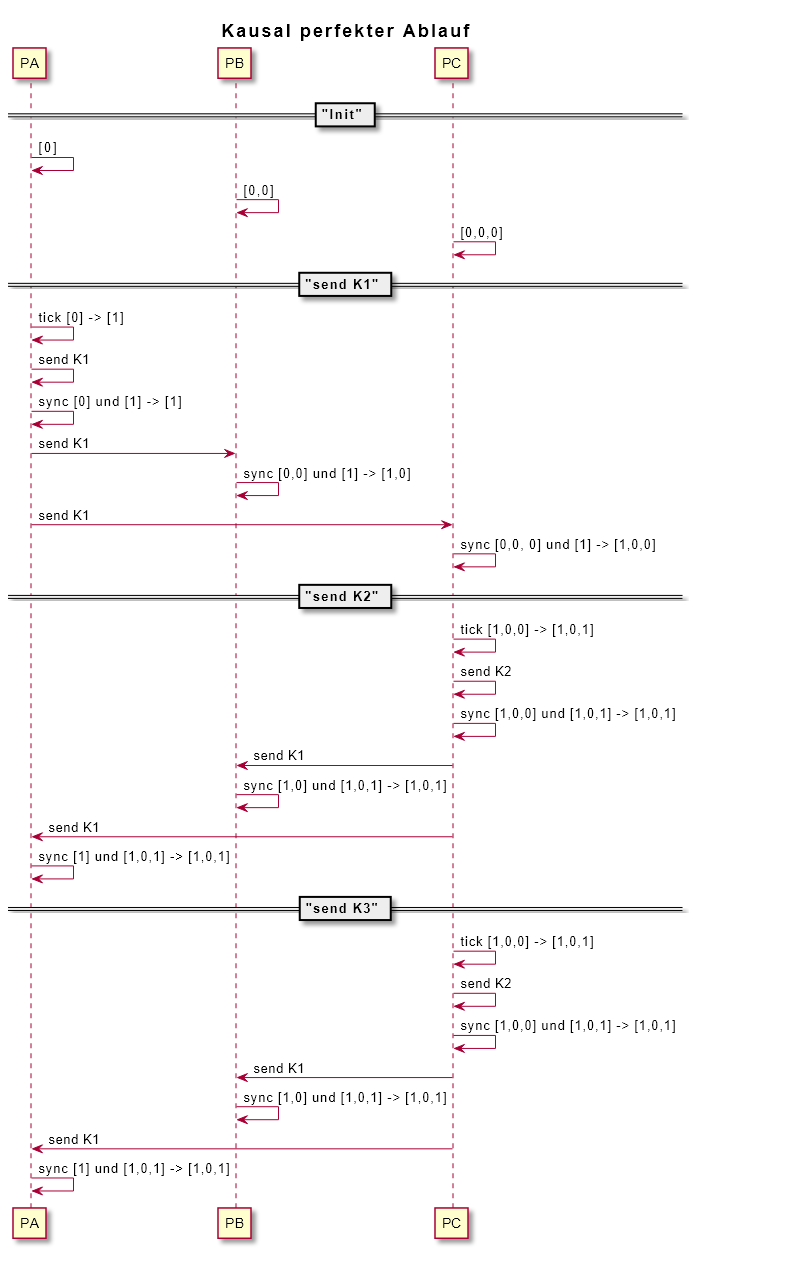 Kausal perfekter Ablauf
PA PB PC
"Init"
[0]
[0,0]
[0,0,0]
"send K1"
tick [0] -> [1]
send K1
sync [0] und [1] -> [1]
send K1
sync [0,0] und [1] -> [1,0]
send K1
sync [0,0, 0] und [1] -> [1,0,0]
"send K2"
tick [1,0,0] -> [1,0,1]
send K2
sync [1,0,0] und [1,0,1] -> [1,0,1]
send K1
sync [1,0] und [1,0,1] -> [1,0,1]
send K1
sync [1] und [1,0,1] -> [1,0,1]
"send K3"
tick [1,0,0] -> [1,0,1]
send K2
sync [1,0,0] und [1,0,1] -> [1,0,1]
send K1
sync [1,0] und [1,0,1] -> [1,0,1]
send K1
sync [1] und [1,0,1] -> [1,0,1]
PA PB PC